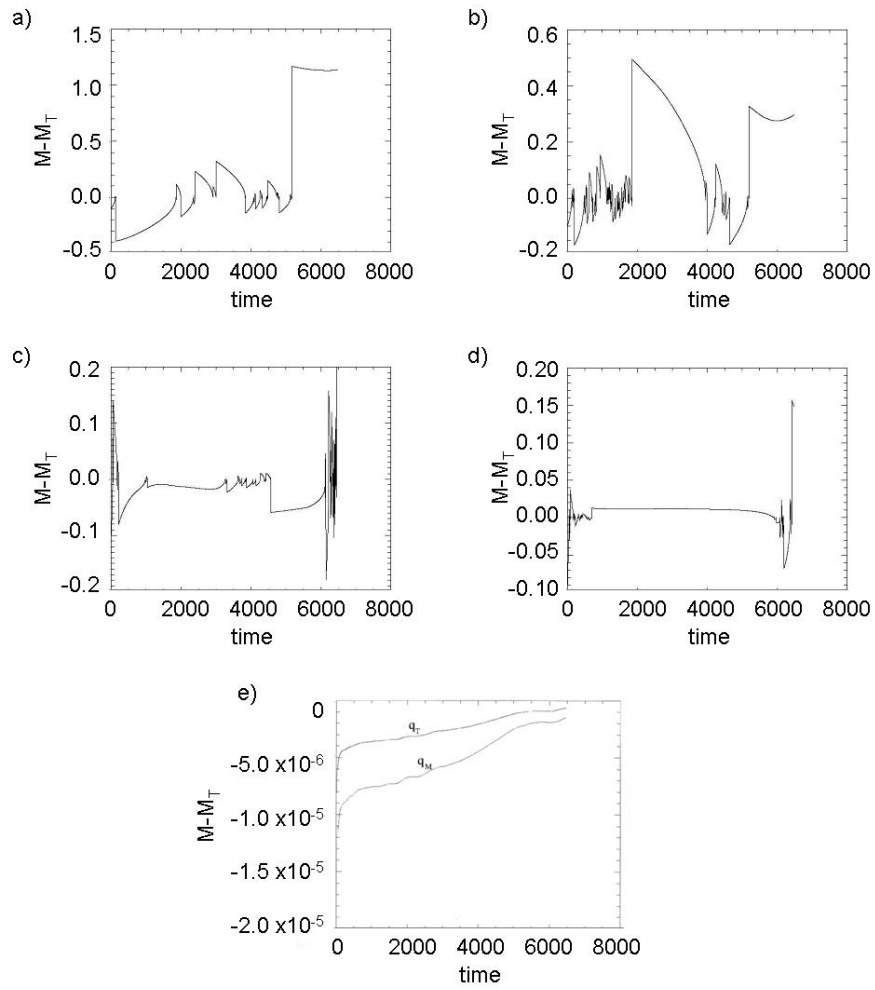 a)
1.5
1.0
0.5
0.0
-0.5
M-M_T
0 2000 4000 6000 8000
time
b)
0.6
0.4
0.2
0.0
-0.2
M-M_T
0 2000 4000 6000 8000
time
c)
0.2
0.1
0.0
-0.1
-0.2
M-M_T
0 2000 4000 6000 8000
time
d)
0.20
0.15
0.10
0.05
0.00
-0.05
-0.10
M-M_T
0 2000 4000 6000 8000
time
e)
0
-5.0 x10⁻⁶
-1.0 x10⁻⁵
-1.5 x10⁻⁵
-2.0 x10⁻⁵
M-M_T
q_T
q_M
0 2000 4000 6000 8000
time